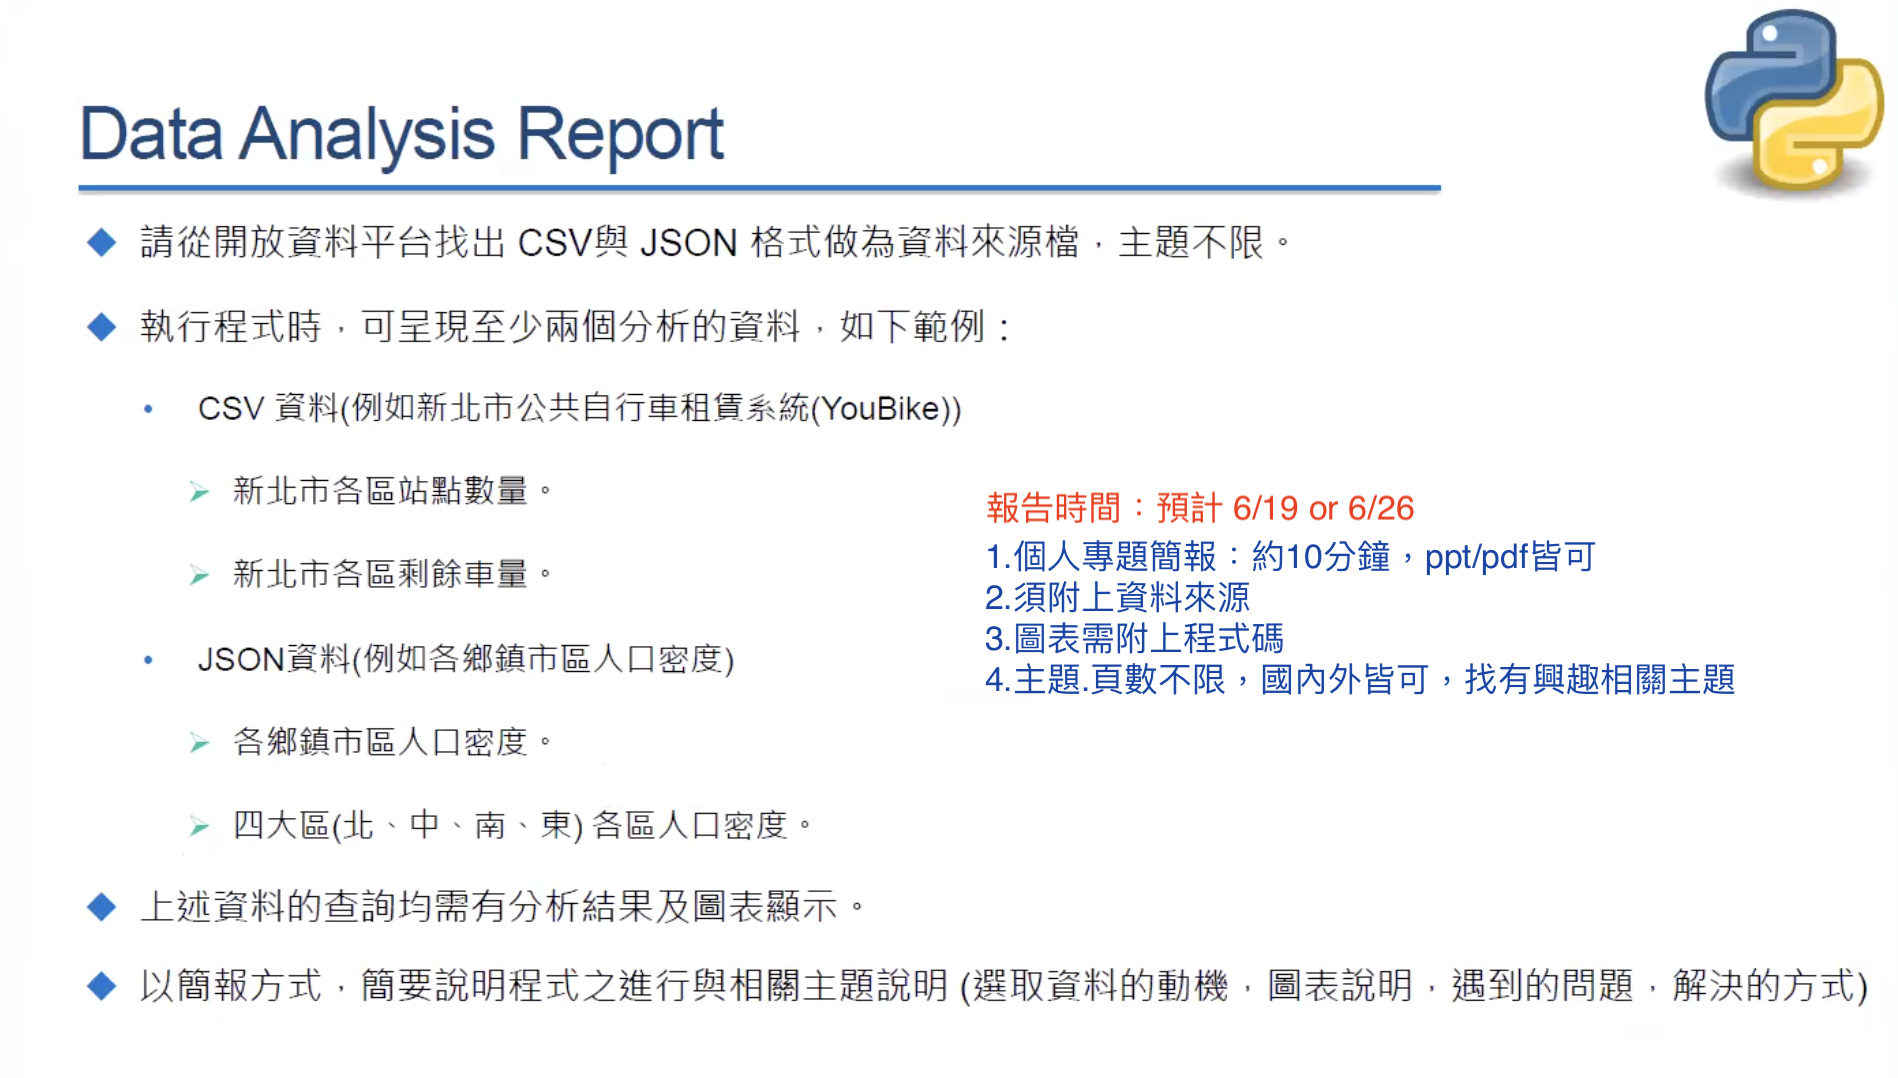 Data Analysis Report
請從開放資料平台找出 CSV與 JSON 格式做為資料來源檔，主題不限。
執行程式時，可呈現至少兩個分析的資料，如下範例：
CSV 資料(例如新北市公共自行車租賃系統(YouBike))
新北市各區站點數量。
新北市各區剩餘車量。
JSON資料(例如各鄉鎮市區人口密度)
各鄉鎮市區人口密度。
四大區(北、中、南、東) 各區人口密度。
報告時間：預計 6/19 or 6/26
1.個人專題簡報：約10分鐘，ppt/pdf皆可
2.須附上資料來源
3.圖表需附上程式碼
4.主題.頁數不限，國內外皆可，找有興趣相關主題
上述資料的查詢均需有分析結果及圖表顯示。
以簡報方式，簡要說明程式之進行與相關主題說明 (選取資料的動機，圖表說明，遇到的問題，解決的方式)